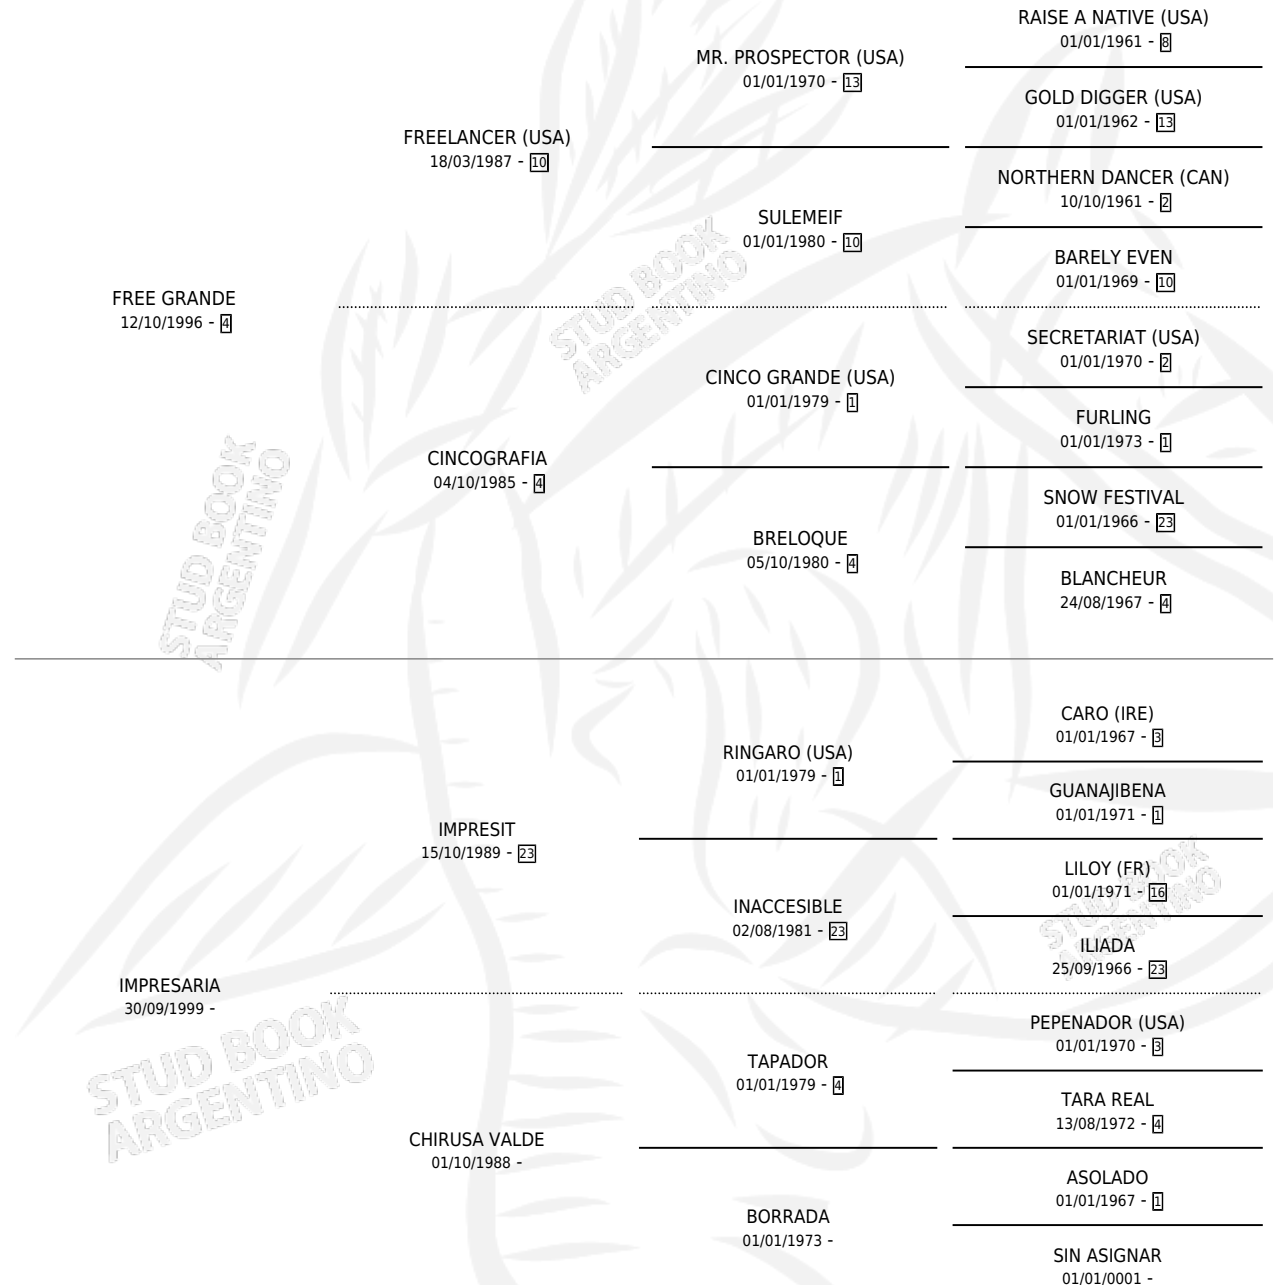 RAISE A NATIVE (USA)
01/01/1961 - 8
MR. PROSPECTOR (USA)
01/01/1970 - 13
GOLD DIGGER (USA)
01/01/1962 - 13
FREELANCER (USA)
18/03/1987 - 10
NORTHERN DANCER (CAN)
10/10/1961 - 2
SULEMEIF
01/01/1980 - 10
BARELY EVEN
01/01/1969 - 10
FREE GRANDE
12/10/1996 - 4
SECRETARIAT (USA)
01/01/1970 - 2
CINCO GRANDE (USA)
01/01/1979 - 1
FURLING
01/01/1973 - 1
CINCOGRAFIA
04/10/1985 - 4
SNOW FESTIVAL
01/01/1966 - 23
BRELOQUE
05/10/1980 - 4
BLANCHEUR
24/08/1967 - 4
CARO (IRE)
01/01/1967 - 3
RINGARO (USA)
01/01/1979 - 1
GUANAJIBENA
01/01/1971 - 1
IMPRESIT
15/10/1989 - 23
LILOY (FR)
01/01/1971 - 16
INACCESIBLE
02/08/1981 - 23
ILIADA
25/09/1966 - 23
IMPRESARIA
30/09/1999 -
PEPENADOR (USA)
01/01/1970 - 3
TAPADOR
01/01/1979 - 4
TARA REAL
13/08/1972 - 4
CHIRUSA VALDE
01/10/1988 -
ASOLADO
01/01/1967 - 1
BORRADA
01/01/1973 -
SIN ASIGNAR
01/01/0001 -
STUD BOOK
ARGENTINO
STUD BOOK
ARGENTINO
STUD BOOK
ARGENTINO
STUD BOOK
ARGENTINO